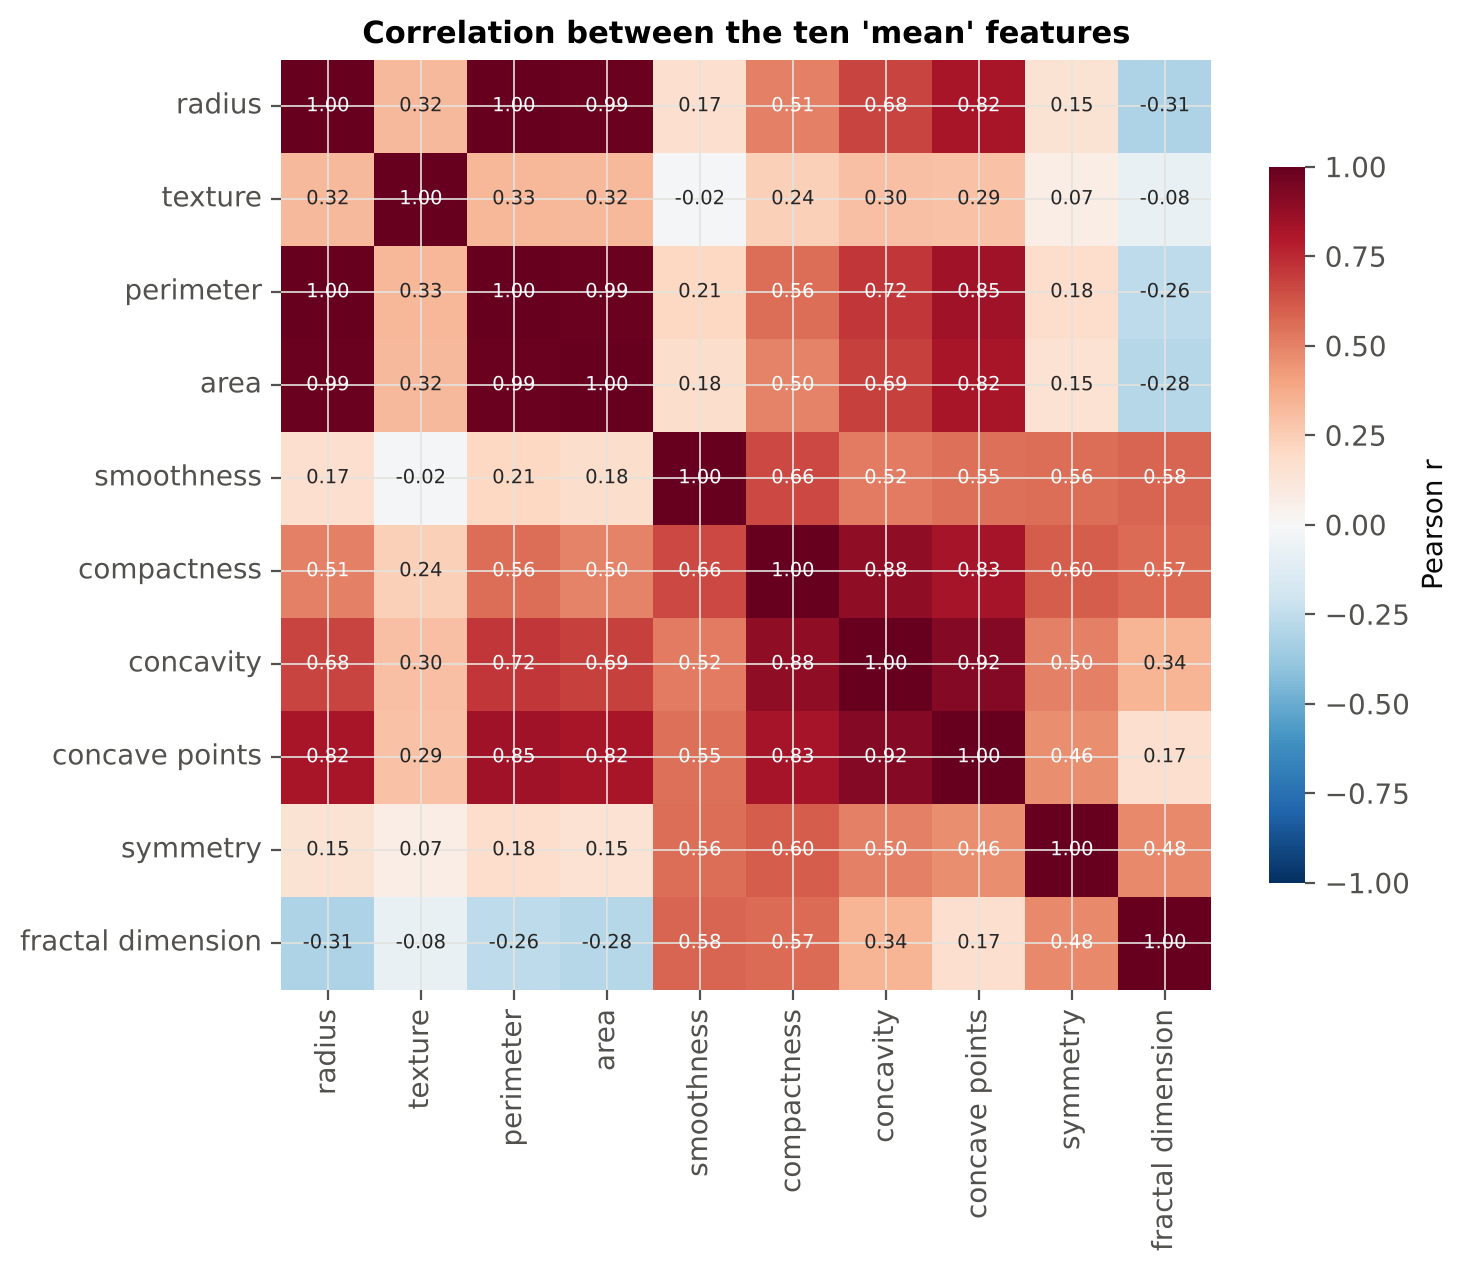 Correlation between the ten 'mean' features
radius 1.00 0.32 1.00 0.99 0.17 0.51 0.68 0.82 0.15 -0.31
texture 0.32 1.00 0.33 0.32 -0.02 0.24 0.30 0.29 0.07 -0.08
perimeter 1.00 0.33 1.00 0.99 0.21 0.56 0.72 0.85 0.18 -0.26
area 0.99 0.32 0.99 1.00 0.18 0.50 0.69 0.82 0.15 -0.28
smoothness 0.17 -0.02 0.21 0.18 1.00 0.66 0.52 0.55 0.56 0.58
compactness 0.51 0.24 0.56 0.50 0.66 1.00 0.88 0.83 0.60 0.57
concavity 0.68 0.30 0.72 0.69 0.52 0.88 1.00 0.92 0.50 0.34
concave points 0.82 0.29 0.85 0.82 0.55 0.83 0.92 1.00 0.46 0.17
symmetry 0.15 0.07 0.18 0.15 0.56 0.60 0.50 0.46 1.00 0.48
fractal dimension -0.31 -0.08 -0.26 -0.28 0.58 0.57 0.34 0.17 0.48 1.00
radius
texture
perimeter
area
smoothness
compactness
concavity
concave points
symmetry
fractal dimension
1.00
0.75
0.50
0.25
0.00
−0.25
−0.50
−0.75
−1.00
Pearson r